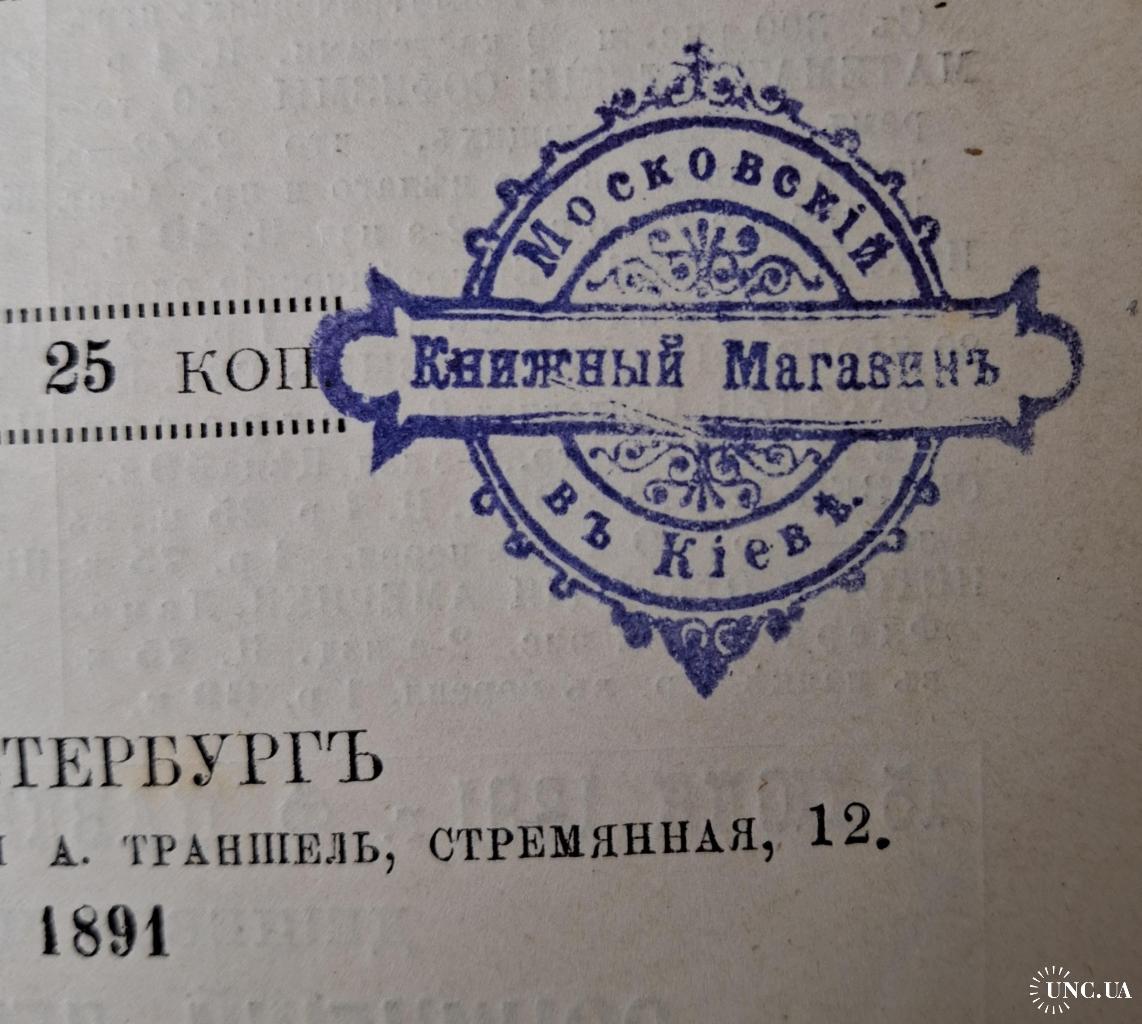 Московскій
Книжный Магазинъ
въ Кіевѣ.
25 КОП.
ТЕРБУРГЪ
А. ТРАНШЕЛЬ, СТРЕМЯННАЯ, 12.
1891
UNC.UA